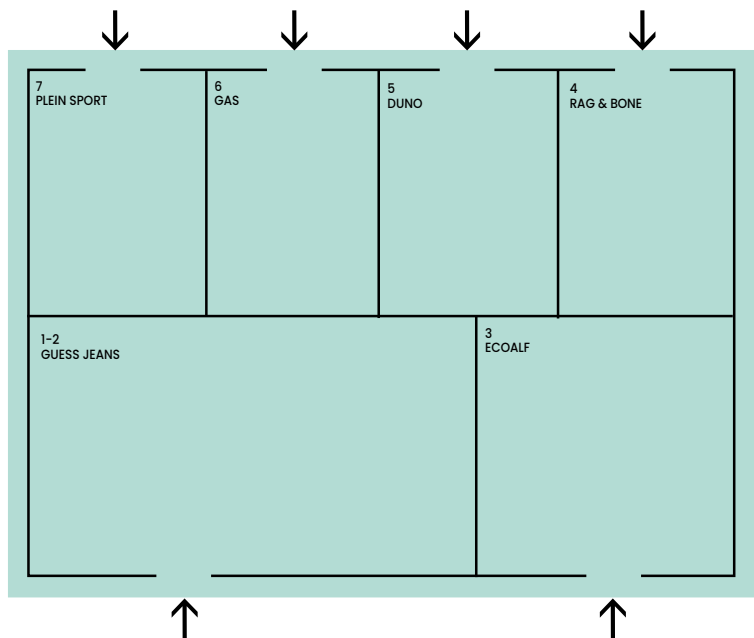 7
PLEIN SPORT
6
GAS
5
DUNO
4
RAG & BONE
1-2
GUESS JEANS
3
ECOALF